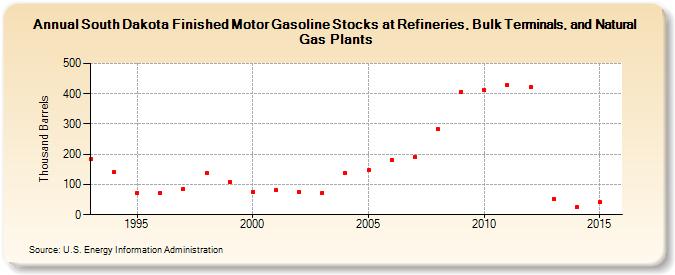 Annual South Dakota Finished Motor Gasoline Stocks at Refineries, Bulk Terminals, and Natural
Gas Plants
Thousand Barrels
500
400
300
200
100
0
1995
2000
2005
2010
2015
Source: U.S. Energy Information Administration